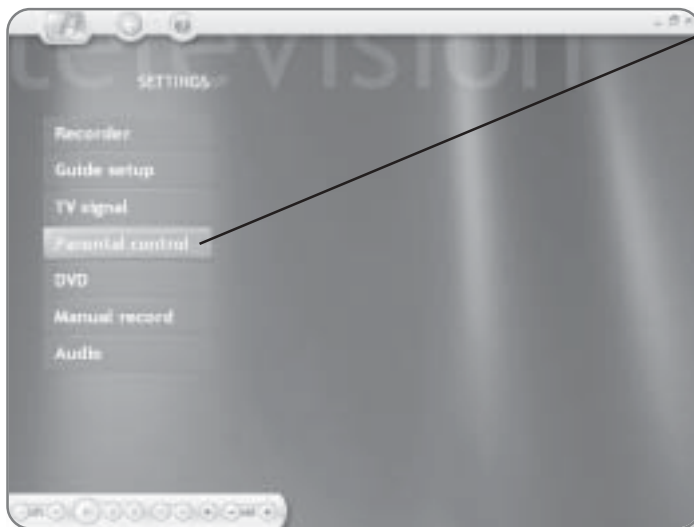 television
SETTINGS
Recorder
Guide setup
TV signal
Parental control
DVD
Manual record
Audio